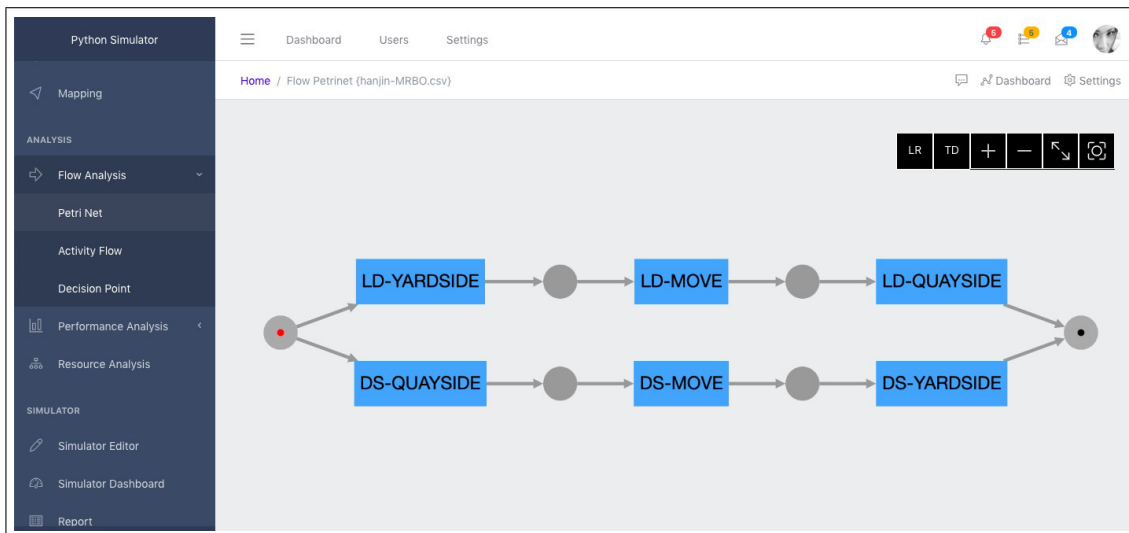 Python Simulator
Dashboard Users Settings
5 5 4
Home / Flow Petrinet {hanjin-MRBO.csv}
Dashboard Settings
Mapping
ANALYSIS
Flow Analysis
Petri Net
Activity Flow
Decision Point
Performance Analysis
Resource Analysis
SIMULATOR
Simulator Editor
Simulator Dashboard
Report
LR TD
LD-YARDSIDE LD-MOVE LD-QUAYSIDE
DS-QUAYSIDE DS-MOVE DS-YARDSIDE